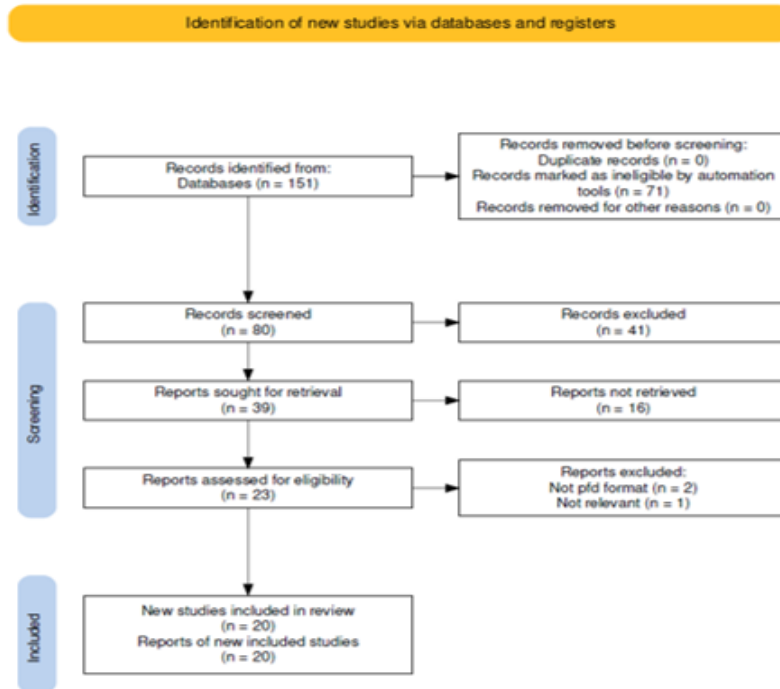 Identification of new studies via databases and registers
Identification
Records identified from:
Databases (n = 151)
Records removed before screening:
Duplicate records (n = 0)
Records marked as ineligible by automation
tools (n = 71)
Records removed for other reasons (n = 0)
Screening
Records screened
(n = 80)
Records excluded
(n = 41)
Reports sought for retrieval
(n = 39)
Reports not retrieved
(n = 16)
Reports assessed for eligibility
(n = 23)
Reports excluded:
Not pfd format (n = 2)
Not relevant (n = 1)
Included
New studies included in review
(n = 20)
Reports of new included studies
(n = 20)